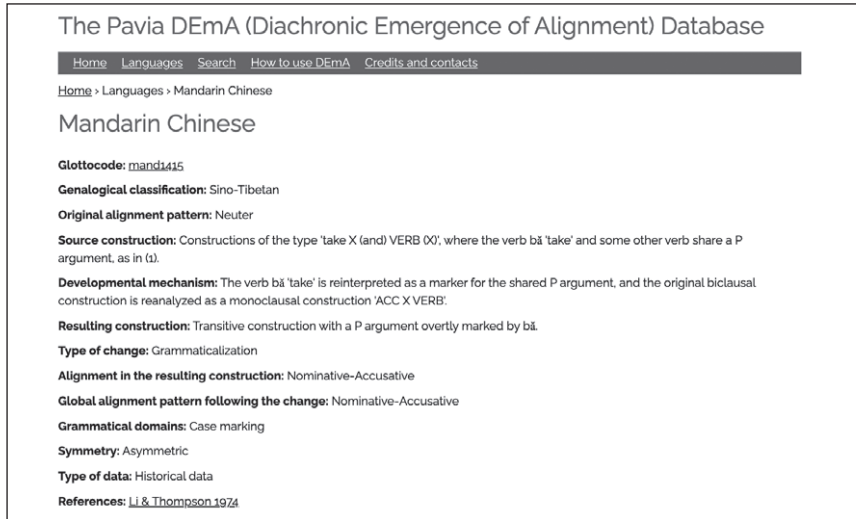 The Pavia DEmA (Diachronic Emergence of Alignment) Database
Home Languages Search How to use DEmA Credits and contacts
Home › Languages › Mandarin Chinese
Mandarin Chinese
Glottocode: mand1415
Genalogical classification: Sino-Tibetan
Original alignment pattern: Neuter
Source construction: Constructions of the type 'take X (and) VERB (X)', where the verb bǎ 'take' and some other verb share a P
argument, as in (1).
Developmental mechanism: The verb bǎ 'take' is reinterpreted as a marker for the shared P argument, and the original biclausal
construction is reanalyzed as a monoclausal construction 'ACC X VERB'.
Resulting construction: Transitive construction with a P argument overtly marked by bǎ.
Type of change: Grammaticalization
Alignment in the resulting construction: Nominative-Accusative
Global alignment pattern following the change: Nominative-Accusative
Grammatical domains: Case marking
Symmetry: Asymmetric
Type of data: Historical data
References: Li & Thompson 1974